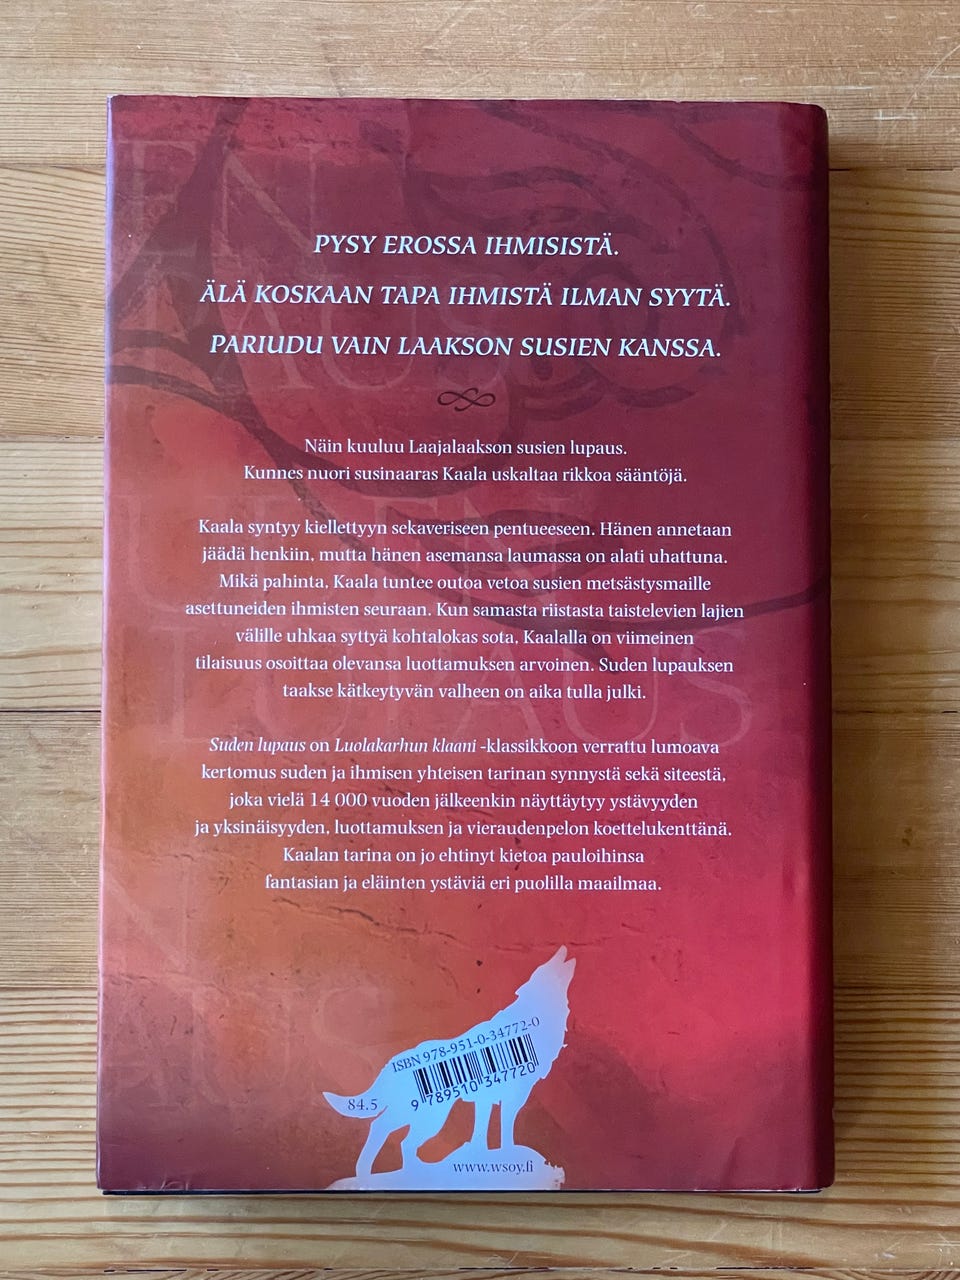 PYSY EROSSA IHMISISTÄ.
ÄLÄ KOSKAAN TAPA IHMISTÄ ILMAN SYYTÄ.
PARIUDU VAIN LAAKSON SUSIEN KANSSA.
Näin kuuluu Laajalaakson susien lupaus.
Kunnes nuori susinaaras Kaala uskaltaa rikkoa sääntöjä.
Kaala syntyy kiellettyyn sekaveriseen pentueeseen. Hänen annetaan
jäädä henkiin, mutta hänen asemansa laumassa on alati uhattuna.
Mikä pahinta, Kaala tuntee outoa vetoa susien metsästysmaille
asettuneiden ihmisten seuraan. Kun samasta riistasta taistelevien lajien
välille uhkaa syttyä kohtalokas sota, Kaalalla on viimeinen
tilaisuus osoittaa olevansa luottamuksen arvoinen. Suden lupauksen
taakse kätkeytyvän valheen on aika tulla julki.
Suden lupaus on Luolakarhun klaani -klassikkoon verrattu lumoava
kertomus suden ja ihmisen yhteisen tarinan synnystä sekä siteestä,
joka vielä 14 000 vuoden jälkeenkin näyttäytyy ystävyyden
ja yksinäisyyden, luottamuksen ja vieraudenpelon koettelukenttänä.
Kaalan tarina on jo ehtinyt kietoa pauloihinsa
fantasian ja eläinten ystäviä eri puolilla maailmaa.
ISBN 978-951-0-34772-0
9 789510 347720
84.5
www.wsoy.fi